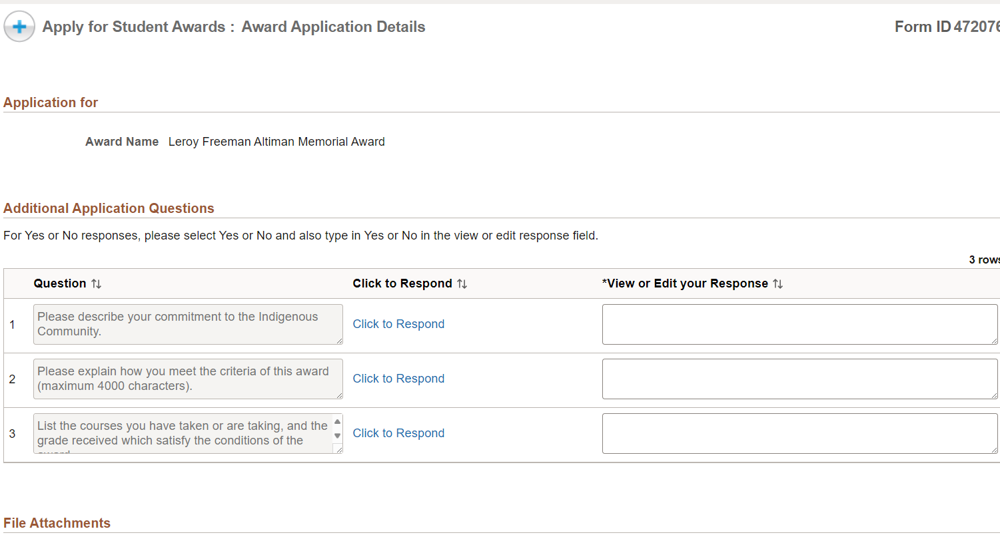 Apply for Student Awards : Award Application Details
Form ID 472076
Application for
Award Name Leroy Freeman Altiman Memorial Award
Additional Application Questions
For Yes or No responses, please select Yes or No and also type in Yes or No in the view or edit response field.
3 rows
Question Click to Respond *View or Edit your Response
1 Please describe your commitment to the Indigenous
Community.
Click to Respond
2 Please explain how you meet the criteria of this award
(maximum 4000 characters).
Click to Respond
3 List the courses you have taken or are taking, and the
grade received which satisfy the conditions of the
Click to Respond
File Attachments